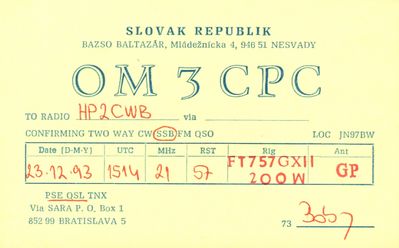 SLOVAK REPUBLIK
BAZSO BALTAZÁR, Mládežnícka 4, 946 51 NESVADY
OM 3 CPC
TO RADIO HP2CWB via
CONFIRMING TWO WAY CW SSB FM QSO LOC JN97BW
Date [D-M-Y) UTC MHz RST Rig Ant
23.12.93 1514 21 57 FT757GXII 200W GP
PSE QSL TNX
Via SARA P. O. Box 1
852 99 BRATISLAVA 5 73